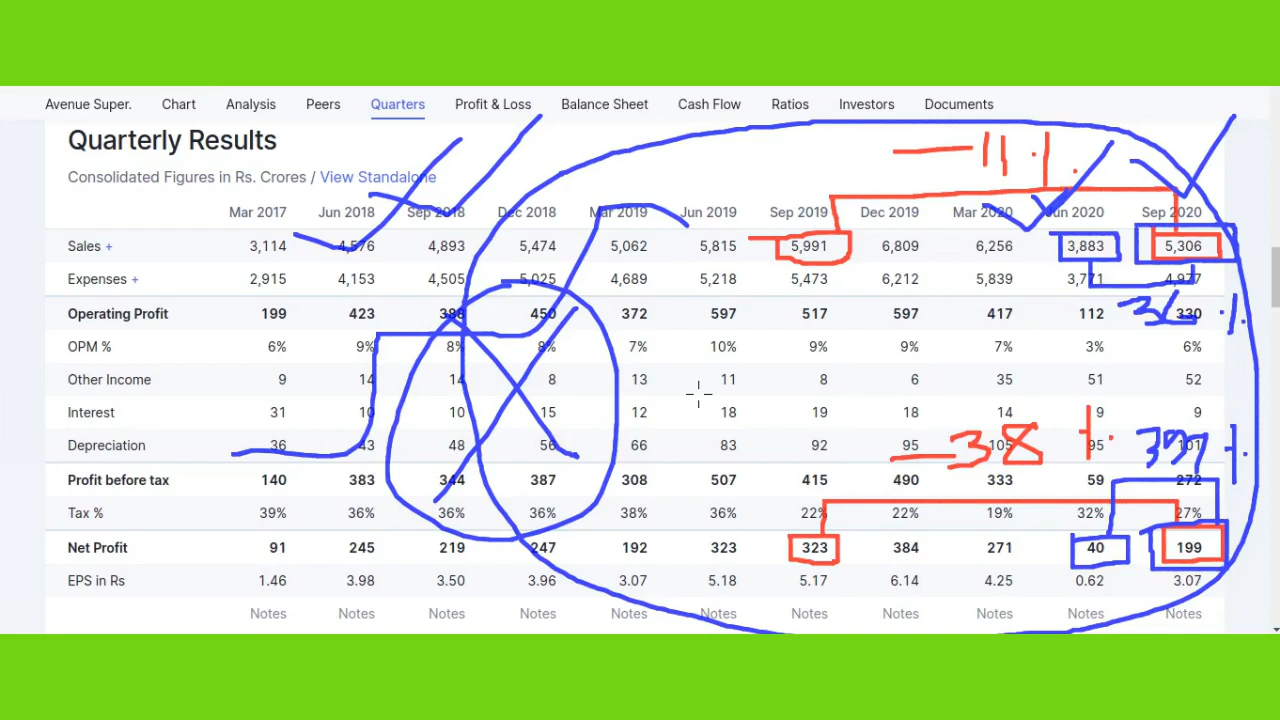 Avenue Super. Chart Analysis Peers Quarters Profit & Loss Balance Sheet Cash Flow Ratios Investors Documents
Quarterly Results
— 11 %.
Consolidated Figures in Rs. Crores / View Standalone
Mar 2017 Jun 2018 Sep 2018 Dec 2018 Mar 2019 Jun 2019 Sep 2019 Dec 2019 Mar 2020 Jun 2020 Sep 2020
Sales + 3,114 4,576 4,893 5,474 5,062 5,815 5,991 6,809 6,256 3,883 5,306
Expenses + 2,915 4,153 4,505 5,025 4,689 5,218 5,473 6,212 5,839 3,771 4,977
Operating Profit 199 423 388 450 372 597 517 597 417 112 330
OPM % 6% 9% 8% 8% 7% 10% 9% 9% 7% 3% 6%
Other Income 9 14 14 8 13 11 8 6 35 51 52
Interest 31 10 10 15 12 18 19 18 14 9 9
Depreciation 36 43 48 56 66 83 92 95 105 95 101
— 38 %.
Profit before tax 140 383 344 387 308 507 415 490 333 59 272
Tax % 39% 36% 36% 36% 38% 36% 22% 22% 19% 32% 27%
Net Profit 91 245 219 247 192 323 323 384 271 40 199
EPS in Rs 1.46 3.98 3.50 3.96 3.07 5.18 5.17 6.14 4.25 0.62 3.07
Notes Notes Notes Notes Notes Notes Notes Notes Notes Notes Notes